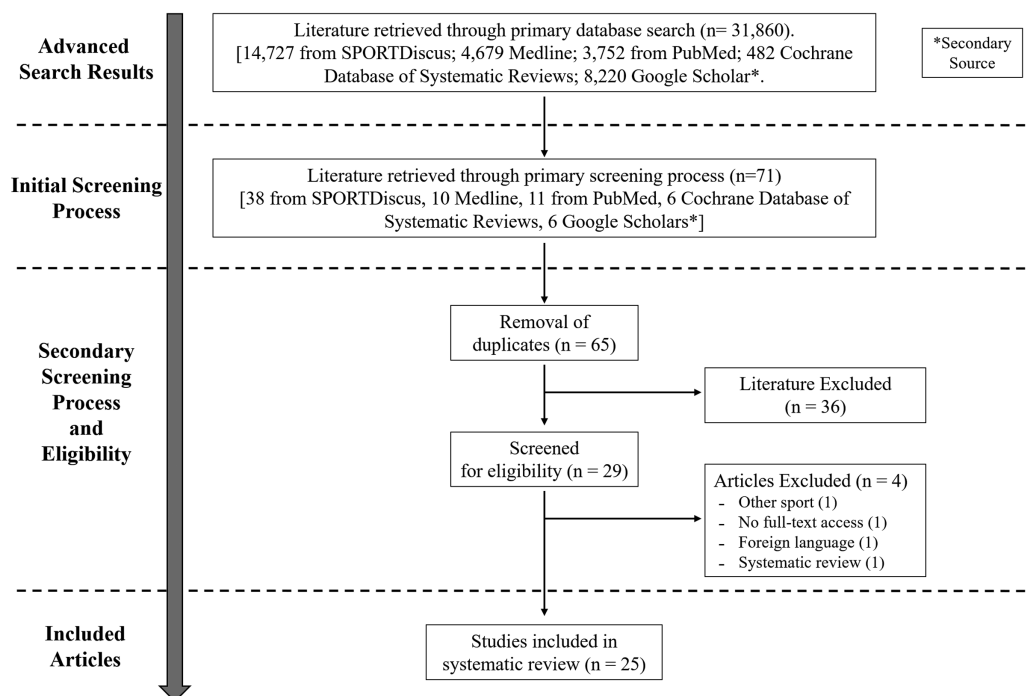 Advanced
Search Results
Literature retrieved through primary database search (n= 31,860).
[14,727 from SPORTDiscus; 4,679 Medline; 3,752 from PubMed; 482 Cochrane
Database of Systematic Reviews; 8,220 Google Scholar*.
*Secondary
Source
Initial Screening
Process
Literature retrieved through primary screening process (n=71)
[38 from SPORTDiscus, 10 Medline, 11 from PubMed, 6 Cochrane Database of
Systematic Reviews, 6 Google Scholars*]
Secondary
Screening
Process
and
Eligibility
Removal of
duplicates (n = 65)
Literature Excluded
(n = 36)
Screened
for eligibility (n = 29)
Articles Excluded (n = 4)
- Other sport (1)
- No full-text access (1)
- Foreign language (1)
- Systematic review (1)
Included
Articles
Studies included in
systematic review (n = 25)